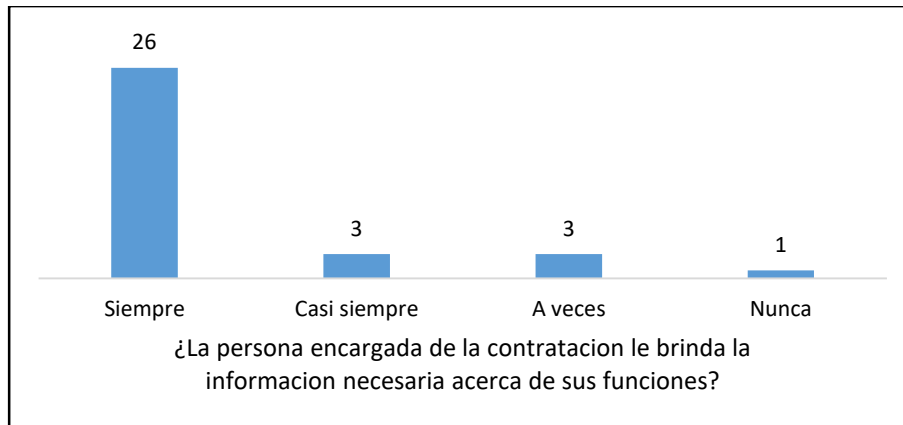 26
3
3
1
Siempre
Casi siempre
A veces
Nunca
¿La persona encargada de la contratacion le brinda la
informacion necesaria acerca de sus funciones?